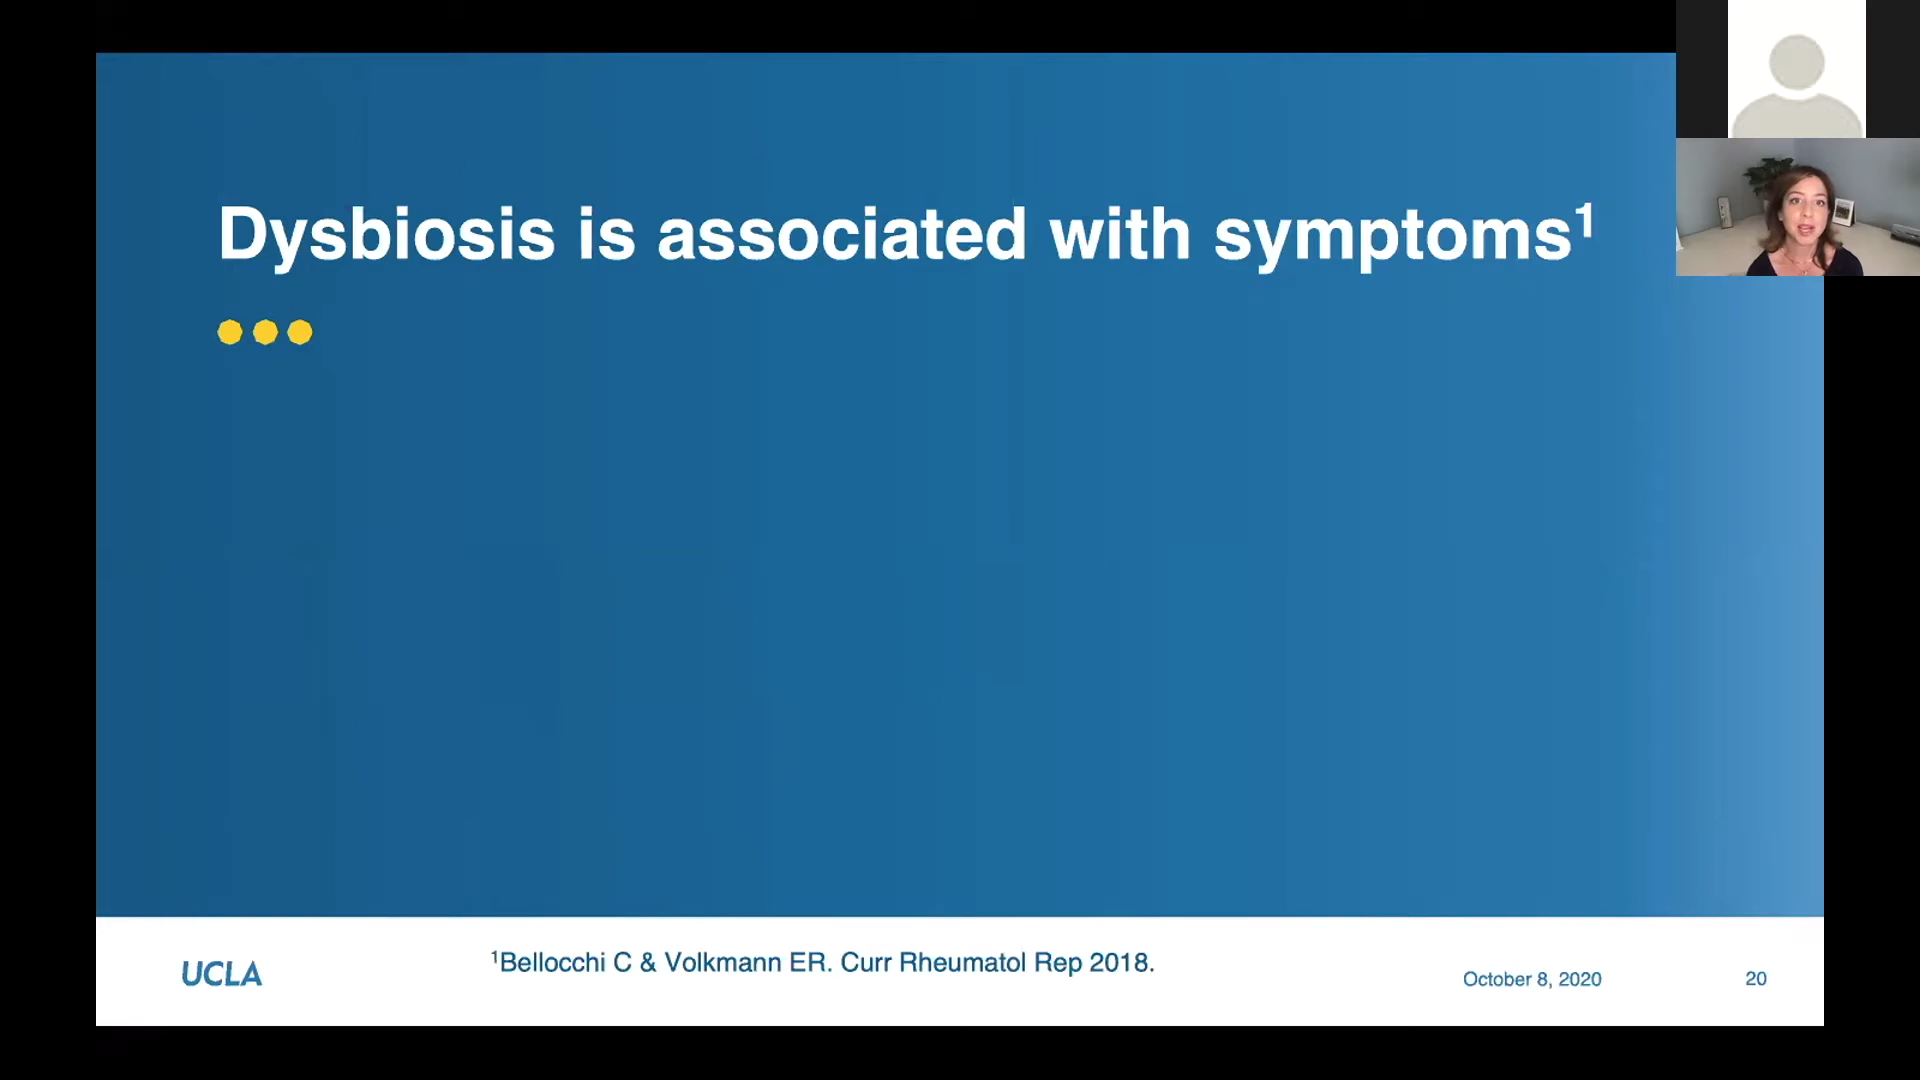 Dysbiosis is associated with symptoms¹
UCLA
¹Bellocchi C & Volkmann ER. Curr Rheumatol Rep 2018.
October 8, 2020
20